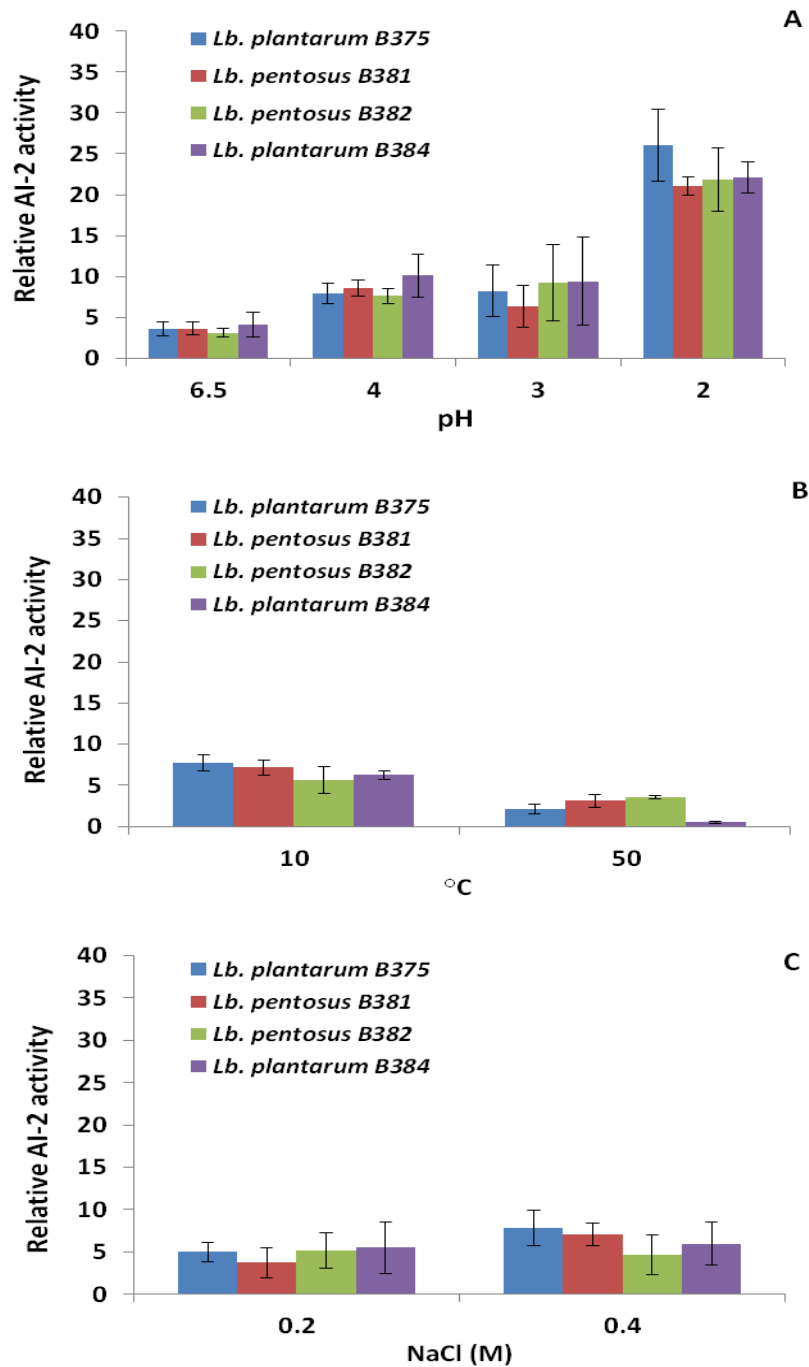 A
40
35
30
25
20
15
10
5
0
Relative AI-2 activity
Lb. plantarum B375
Lb. pentosus B381
Lb. pentosus B382
Lb. plantarum B384
6.5 4 3 2
pH
B
40
35
30
25
20
15
10
5
0
Relative AI-2 activity
Lb. plantarum B375
Lb. pentosus B381
Lb. pentosus B382
Lb. plantarum B384
10 50
°C
C
40
35
30
25
20
15
10
5
0
Relative AI-2 activity
Lb. plantarum B375
Lb. pentosus B381
Lb. pentosus B382
Lb. plantarum B384
0.2 0.4
NaCl (M)